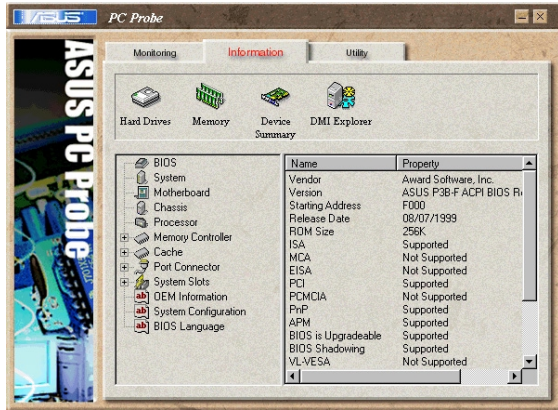 ASUS PC Probe
Monitoring Information Utility
Hard Drives Memory Device Summary DMI Explorer
ASUS PC Probe
BIOS
System
Motherboard
Chassis
Processor
Memory Controller
Cache
Port Connector
System Slots
OEM Information
System Configuration
BIOS Language
Name Property
Vendor Award Software, Inc.
Version ASUS P3B-F ACPI BIOS R
Starting Address F000
Release Date 08/07/1999
ROM Size 256K
ISA Supported
MCA Not Supported
EISA Not Supported
PCI Supported
PCMCIA Not Supported
PnP Supported
APM Supported
BIOS is Upgradeable Supported
BIOS Shadowing Supported
VL-VESA Not Supported